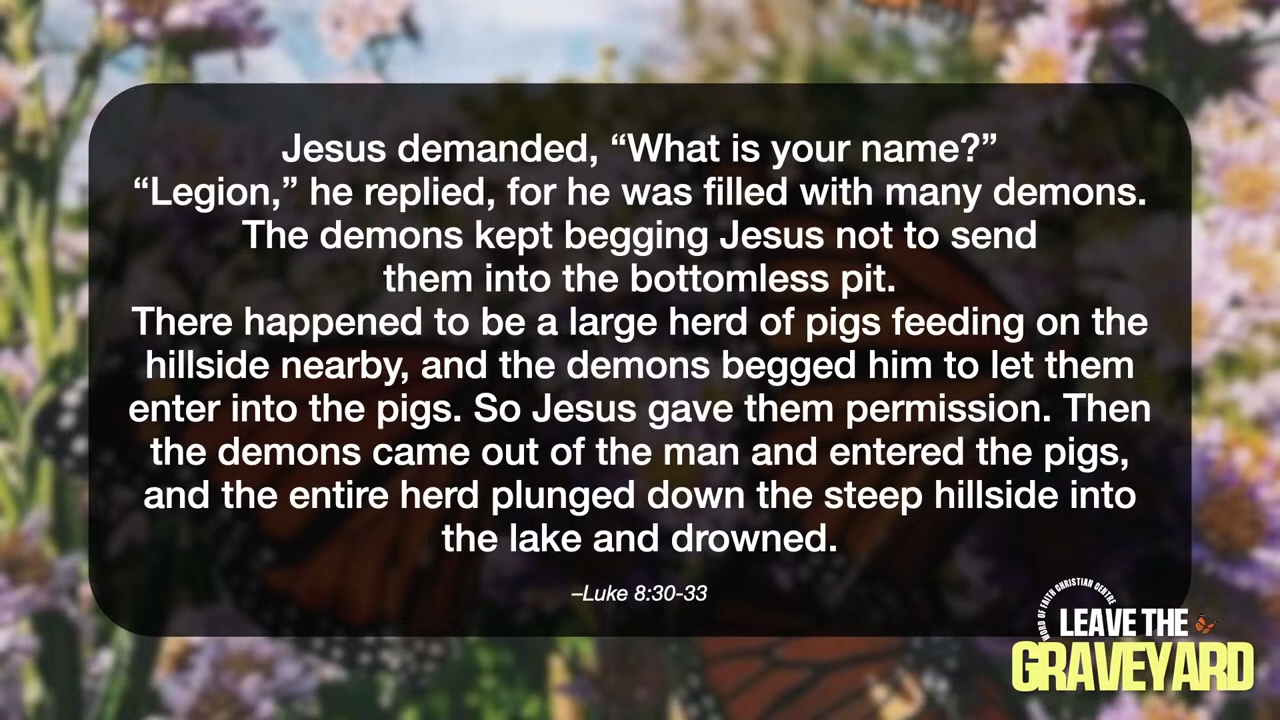 Jesus demanded, “What is your name?”
“Legion,” he replied, for he was filled with many demons.
The demons kept begging Jesus not to send
them into the bottomless pit.
There happened to be a large herd of pigs feeding on the
hillside nearby, and the demons begged him to let them
enter into the pigs. So Jesus gave them permission. Then
the demons came out of the man and entered the pigs,
and the entire herd plunged down the steep hillside into
the lake and drowned.
–Luke 8:30-33
WORD OF FAITH CHRISTIAN CENTRE
LEAVE THE
GRAVEYARD